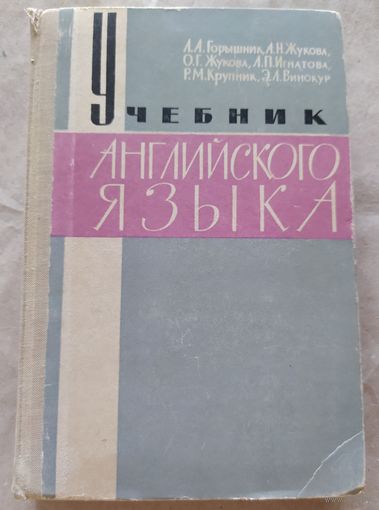 Л.А. Горышник, А.Н. Жукова,
О.Г. Жукова, Л.П. Игнатова,
Р.М. Крупник, Э.Л. Винокур
Учебник
АНГЛИЙСКОГО
ЯЗЫКА